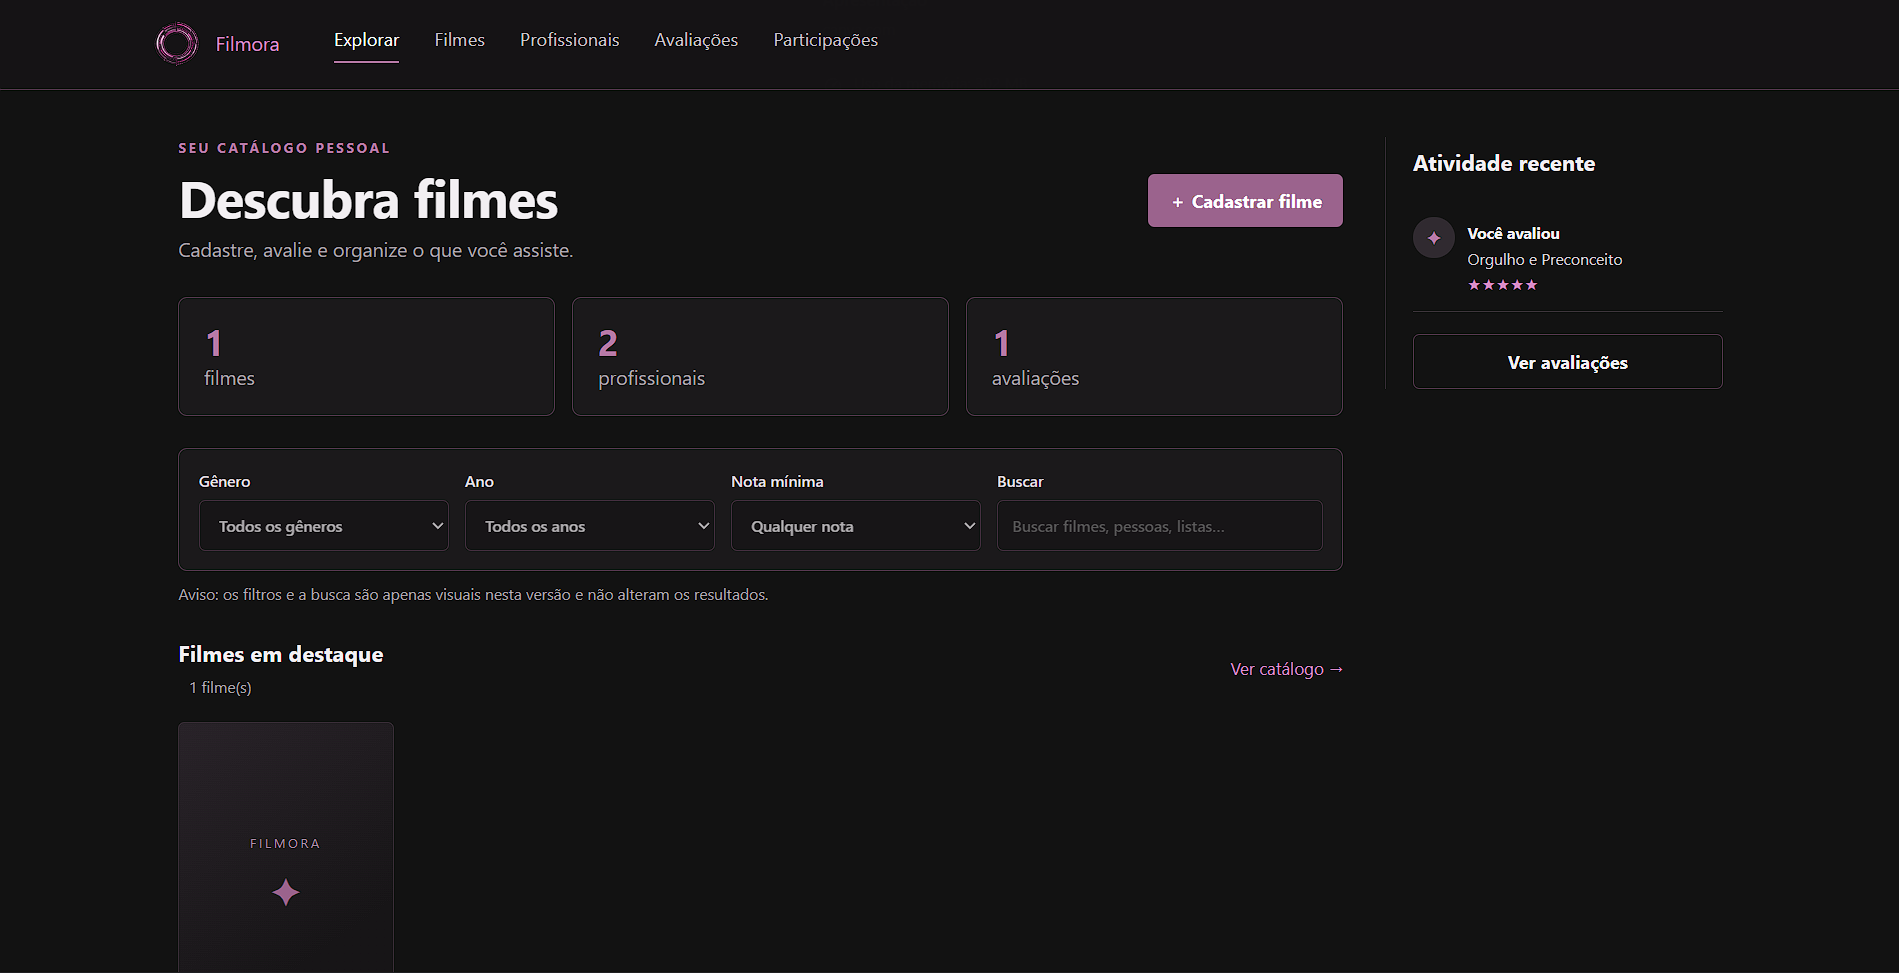 Filmora
Explorar
Filmes
Profissionais
Avaliações
Participações
SEU CATÁLOGO PESSOAL
Descubra filmes
Cadastre, avalie e organize o que você assiste.
+ Cadastrar filme
1
filmes
2
profissionais
1
avaliações
Gênero
Todos os gêneros
Ano
Todos os anos
Nota mínima
Qualquer nota
Buscar
Buscar filmes, pessoas, listas...
Aviso: os filtros e a busca são apenas visuais nesta versão e não alteram os resultados.
Filmes em destaque
1 filme(s)
Ver catálogo →
FILMORA
Atividade recente
Você avaliou
Orgulho e Preconceito
★★★★★
Ver avaliações